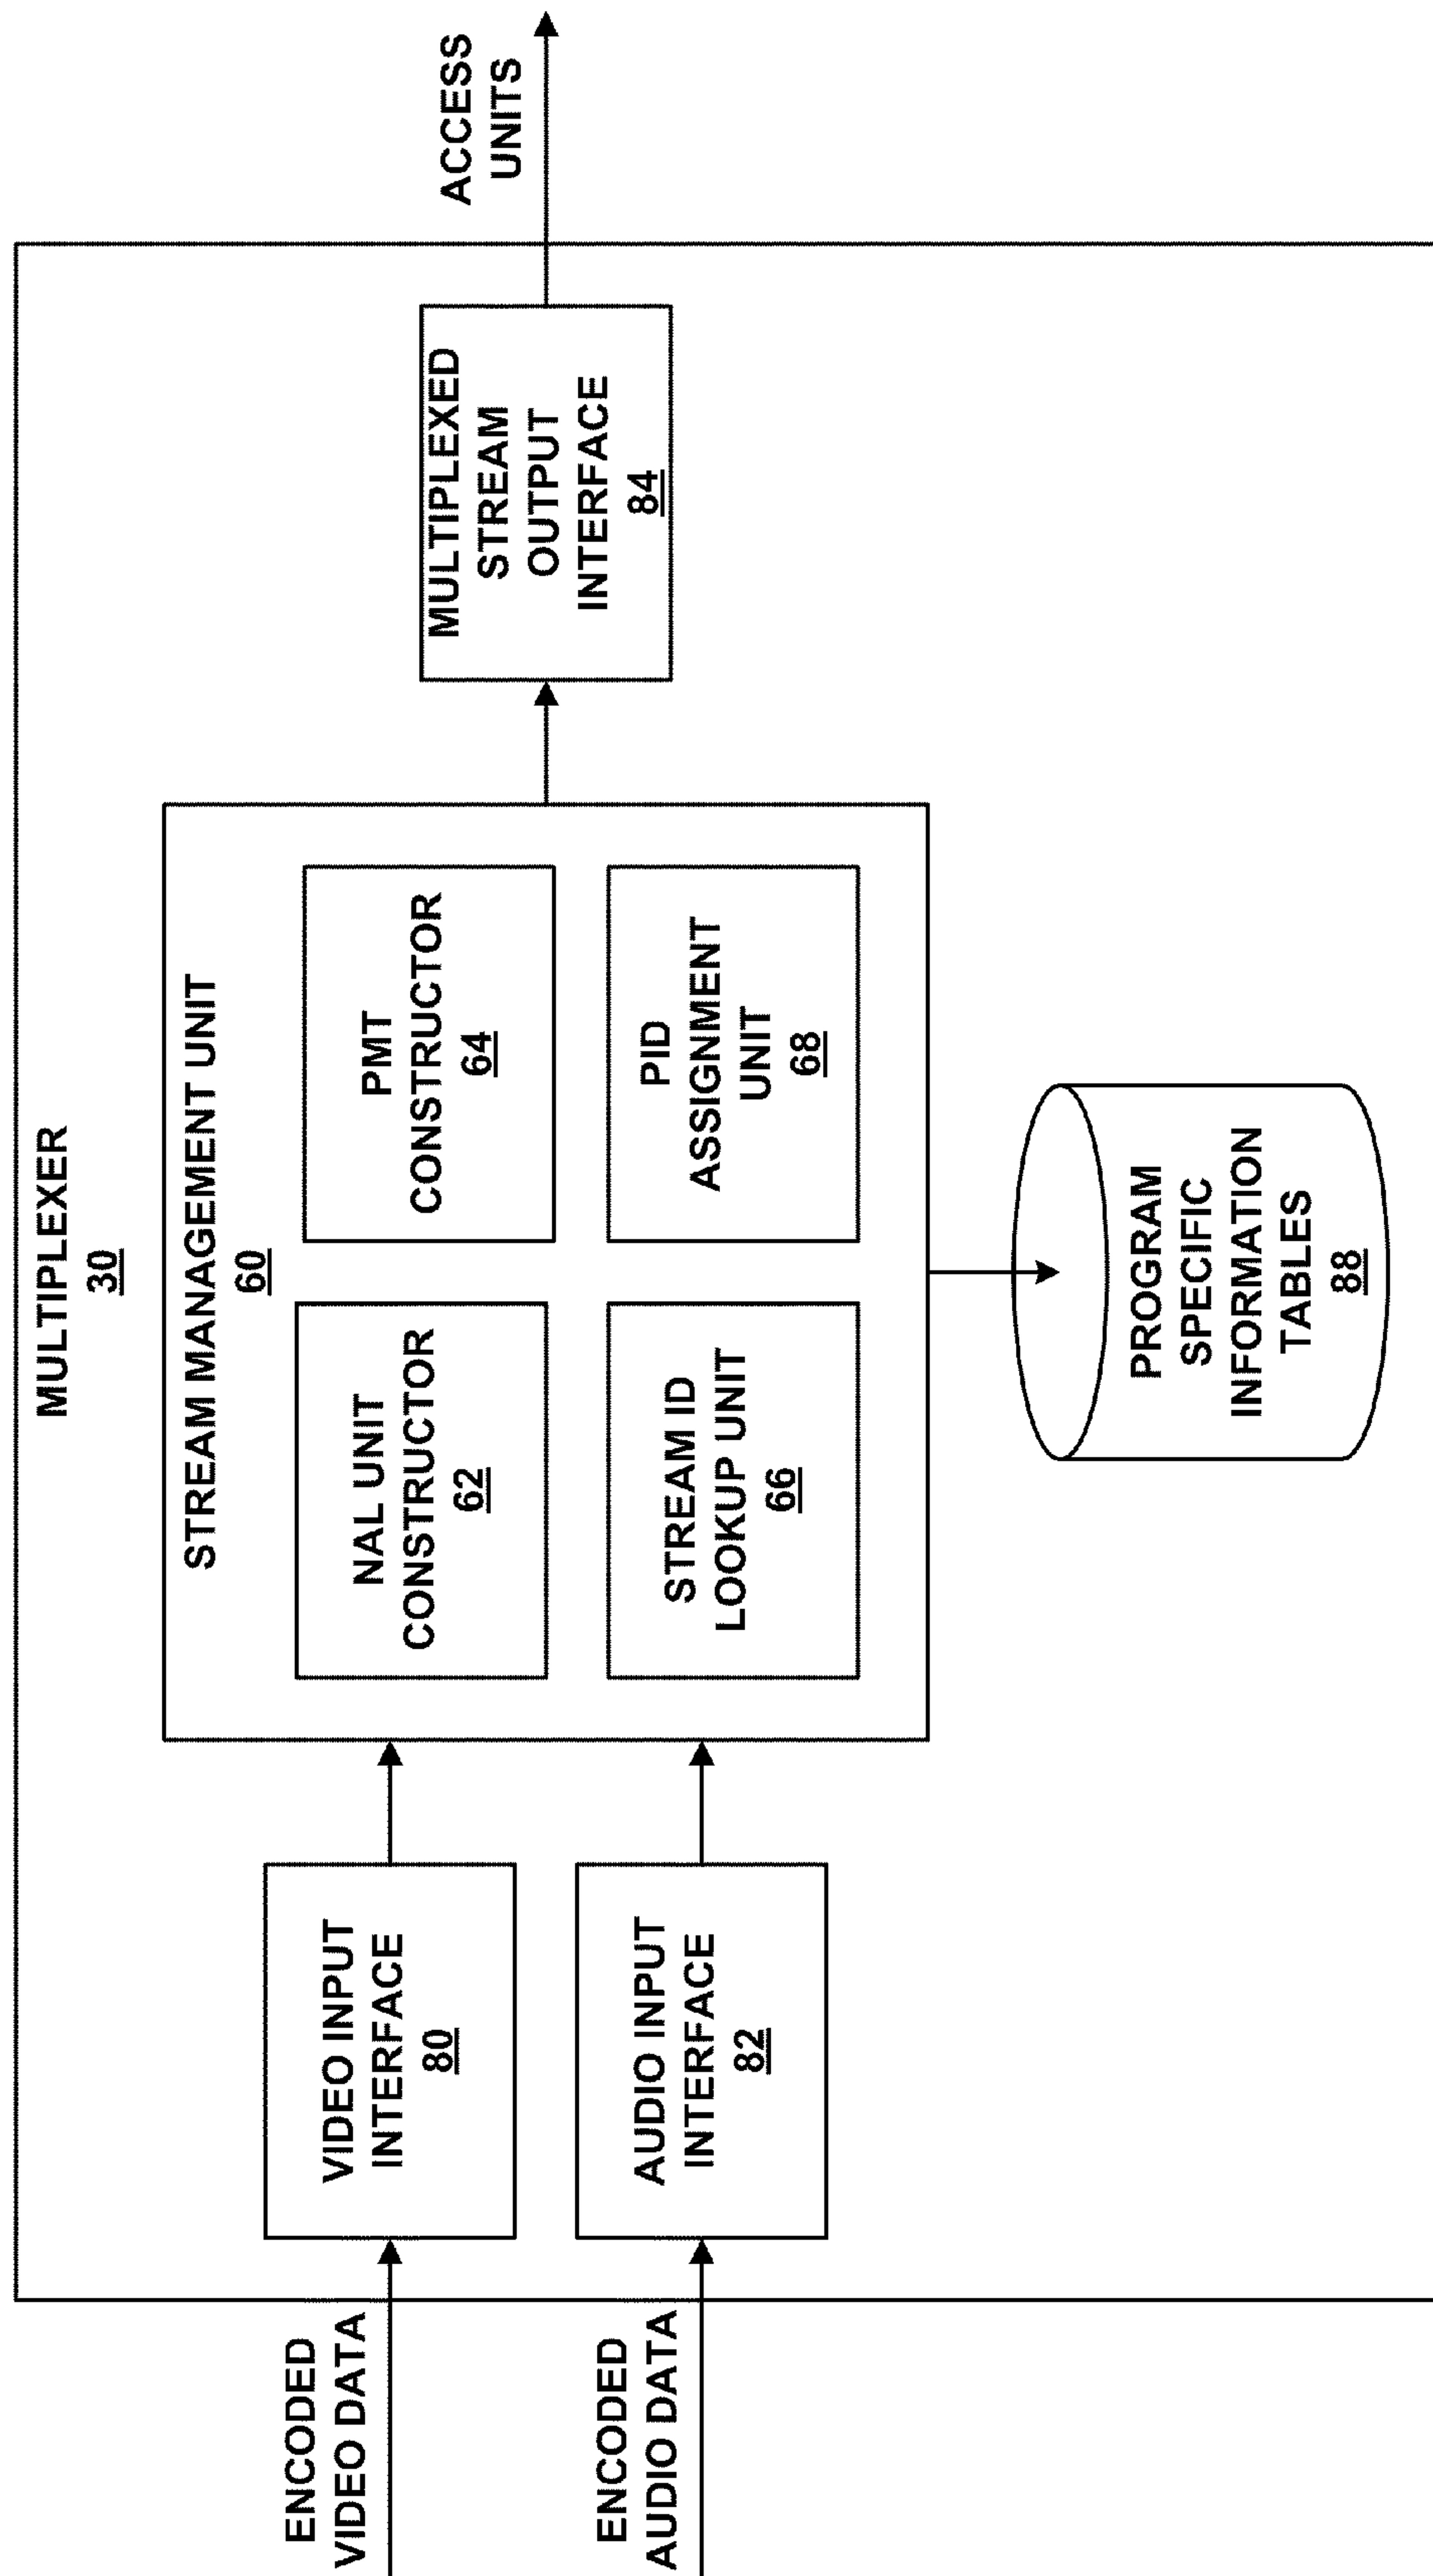 MULTIPLEXER
30
STREAM MANAGEMENT UNIT
60
ENCODED
VIDEO DATA
VIDEO INPUT
INTERFACE
80
NAL UNIT
CONSTRUCTOR
62
PMT
CONSTRUCTOR
64
MULTIPLEXED
STREAM
OUTPUT
INTERFACE
84
ACCESS
UNITS
ENCODED
AUDIO DATA
AUDIO INPUT
INTERFACE
82
STREAM ID
LOOKUP UNIT
66
PID
ASSIGNMENT
UNIT
68
PROGRAM
SPECIFIC
INFORMATION
TABLES
88